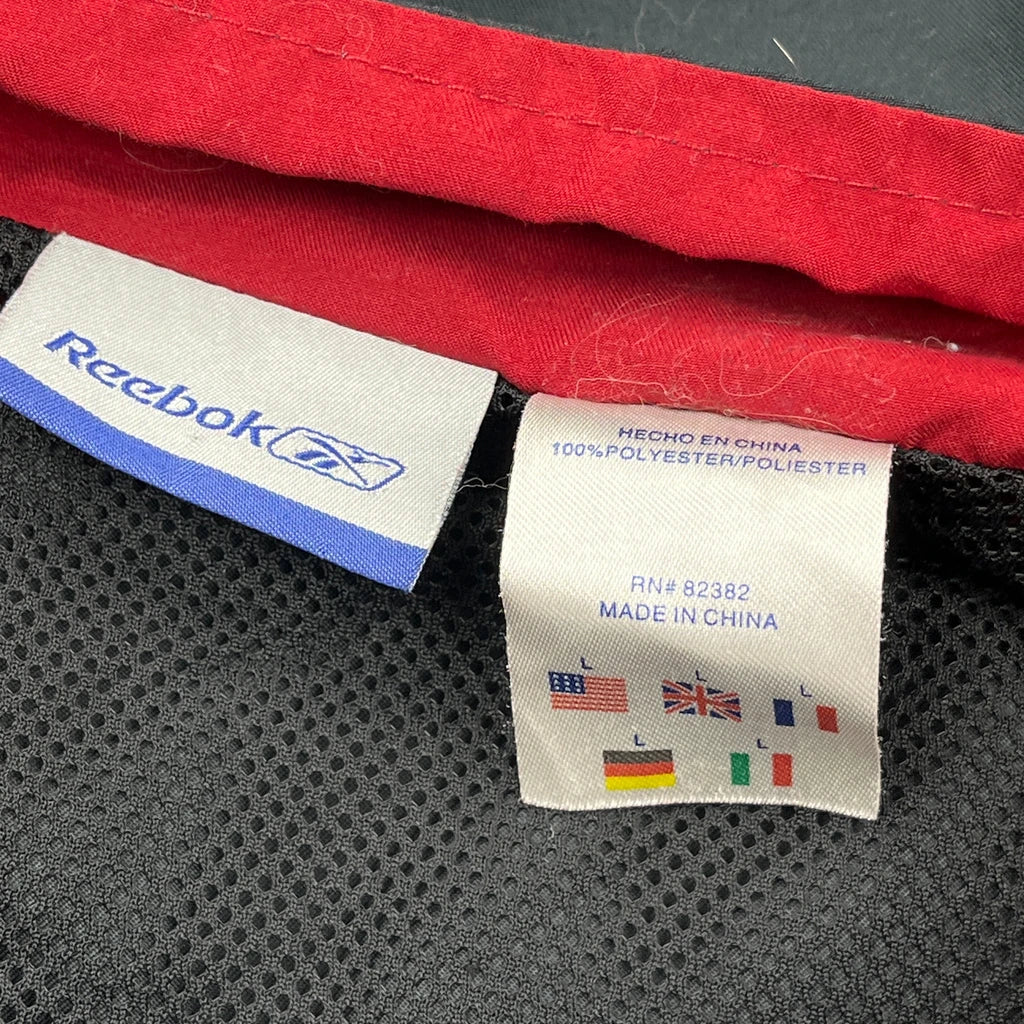 Reebok
HECHO EN CHINA
100%POLYESTER/POLIESTER
RN# 82382
MADE IN CHINA
L
L
L
L
L